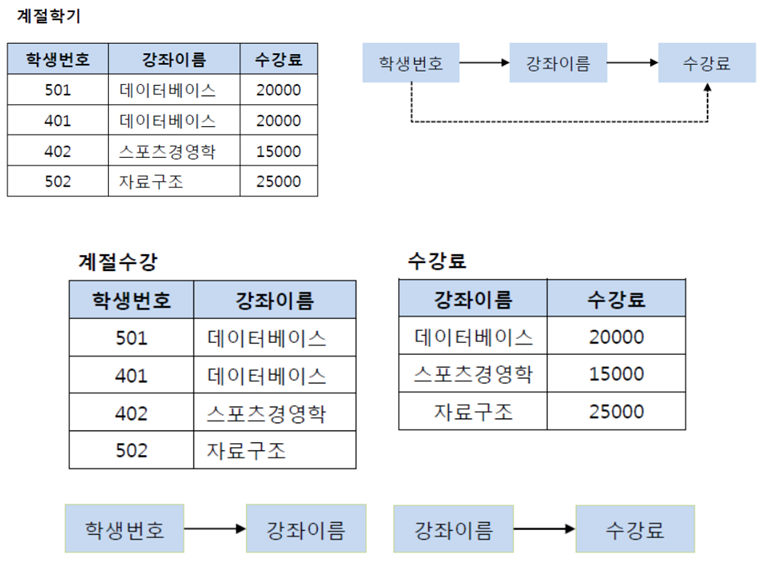 계절학기
학생번호 강좌이름 수강료
501 데이터베이스 20000
401 데이터베이스 20000
402 스포츠경영학 15000
502 자료구조 25000
학생번호 강좌이름 수강료
계절수강
학생번호 강좌이름
501 데이터베이스
401 데이터베이스
402 스포츠경영학
502 자료구조
수강료
강좌이름 수강료
데이터베이스 20000
스포츠경영학 15000
자료구조 25000
학생번호 강좌이름 강좌이름 수강료